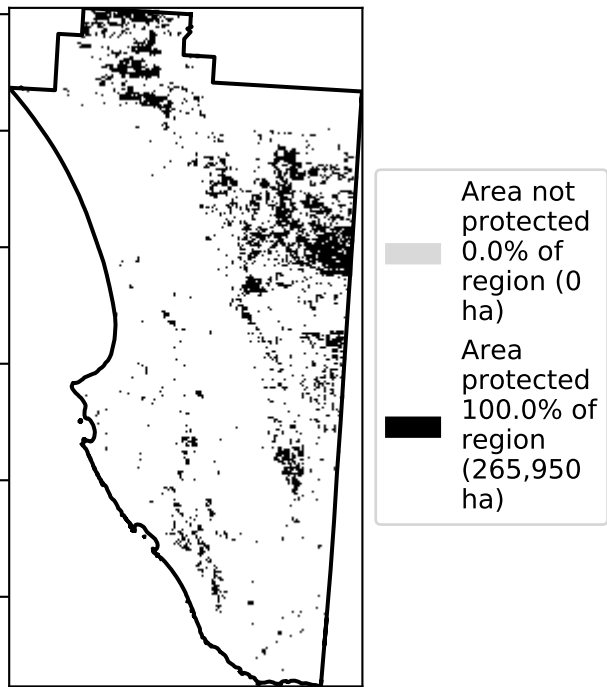 Area not
protected
0.0% of
region (0
ha)
Area
protected
100.0% of
region
(265,950
ha)